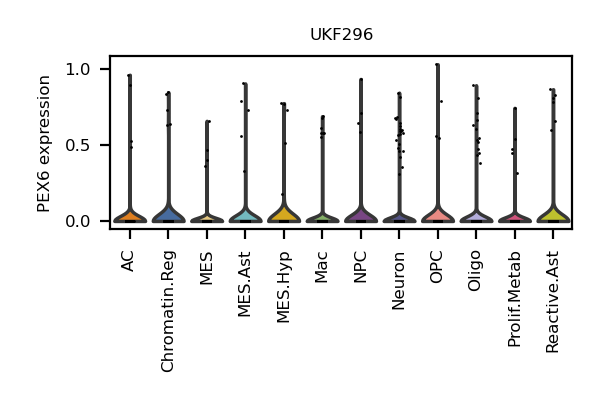 UKF296
PEX6 expression
1.0
0.5
0.0
AC
Chromatin.Reg
MES
MES.Ast
MES.Hyp
Mac
NPC
Neuron
OPC
Oligo
Prolif.Metab
Reactive.Ast